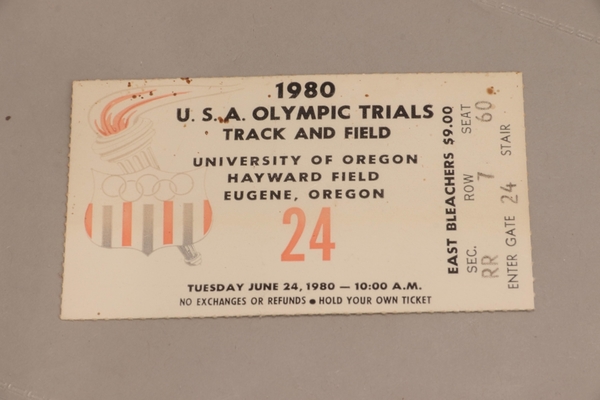 1980
U.S.A. OLYMPIC TRIALS
TRACK AND FIELD
UNIVERSITY OF OREGON
HAYWARD FIELD
EUGENE, OREGON
24
TUESDAY JUNE 24, 1980 — 10:00 A.M.
NO EXCHANGES OR REFUNDS • HOLD YOUR OWN TICKET
EAST BLEACHERS $9.00
SEC. ROW SEAT
RR 7 60
ENTER GATE 24 STAIR